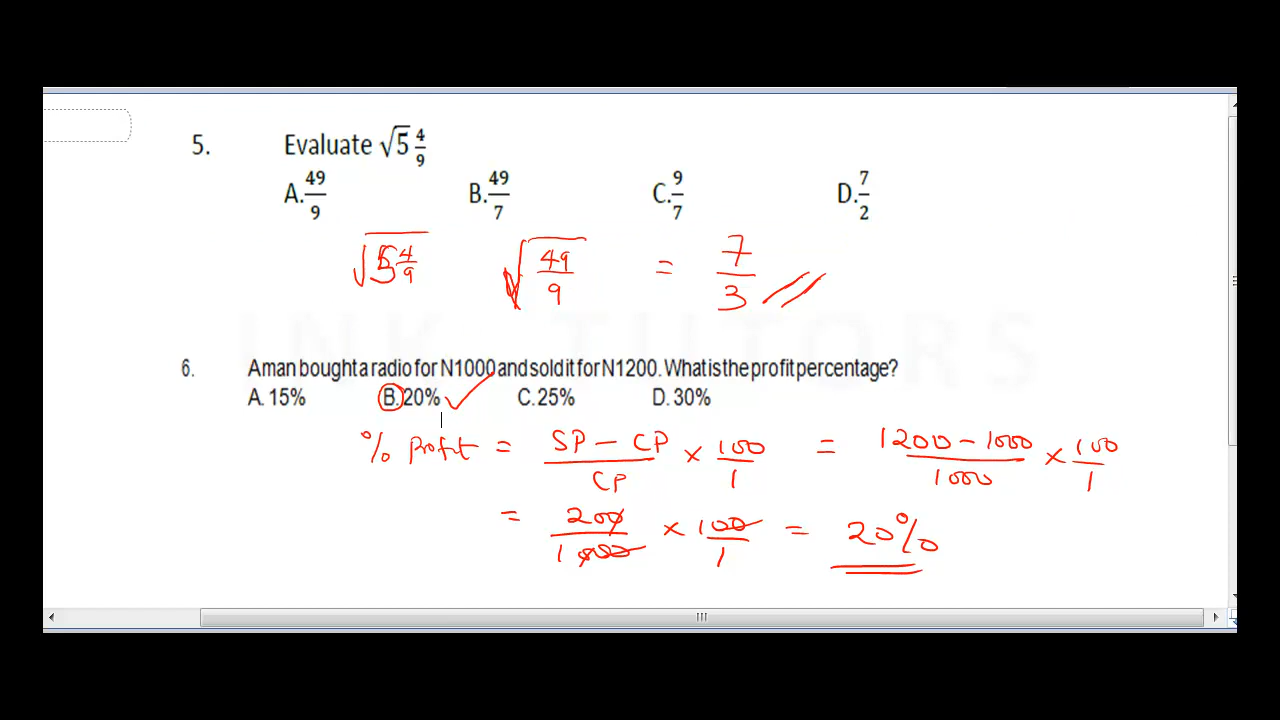 5. Evaluate √5 4/9
A. 49/9 B. 49/7 C. 9/7 D. 7/2
√5 4/9 √49/9 = 7/3 //
INK TUTORS
6. A man bought a radio for N1000 and sold it for N1200. What is the profit percentage?
A. 15% B. 20% ✓ C. 25% D. 30%
% Profit = SP - CP / CP × 100/1 = 1200 - 1000 / 1000 × 100/1
= 200/1000 × 100/1 = 20%